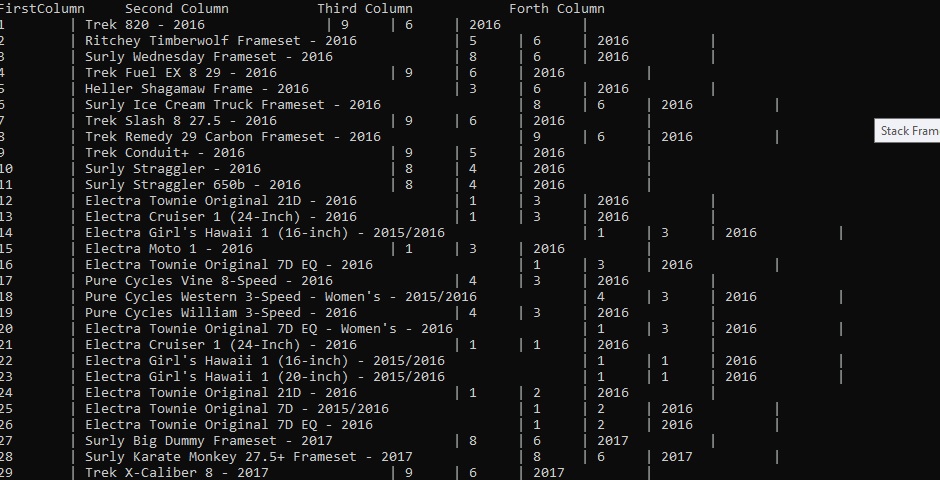 FirstColumn Second Column Third Column Forth Column
1 | Trek 820 - 2016 | 9 | 6 | 2016 |
2 | Ritchey Timberwolf Frameset - 2016 | 5 | 6 | 2016 |
3 | Surly Wednesday Frameset - 2016 | 8 | 6 | 2016 |
4 | Trek Fuel EX 8 29 - 2016 | 9 | 6 | 2016 |
5 | Heller Shagamaw Frame - 2016 | 3 | 6 | 2016 |
6 | Surly Ice Cream Truck Frameset - 2016 | 8 | 6 | 2016 |
7 | Trek Slash 8 27.5 - 2016 | 9 | 6 | 2016 |
Stack Fram
8 | Trek Remedy 29 Carbon Frameset - 2016 | 9 | 6 | 2016 |
9 | Trek Conduit+ - 2016 | 9 | 5 | 2016 |
10 | Surly Straggler - 2016 | 8 | 4 | 2016 |
11 | Surly Straggler 650b - 2016 | 8 | 4 | 2016 |
12 | Electra Townie Original 21D - 2016 | 1 | 3 | 2016 |
13 | Electra Cruiser 1 (24-Inch) - 2016 | 1 | 3 | 2016 |
14 | Electra Girl's Hawaii 1 (16-inch) - 2015/2016 | 1 | 3 | 2016 |
15 | Electra Moto 1 - 2016 | 1 | 3 | 2016 |
16 | Electra Townie Original 7D EQ - 2016 | 1 | 3 | 2016 |
17 | Pure Cycles Vine 8-Speed - 2016 | 4 | 3 | 2016 |
18 | Pure Cycles Western 3-Speed - Women's - 2015/2016 | 4 | 3 | 2016 |
19 | Pure Cycles William 3-Speed - 2016 | 4 | 3 | 2016 |
20 | Electra Townie Original 7D EQ - Women's - 2016 | 1 | 3 | 2016 |
21 | Electra Cruiser 1 (24-Inch) - 2016 | 1 | 1 | 2016 |
22 | Electra Girl's Hawaii 1 (16-inch) - 2015/2016 | 1 | 1 | 2016 |
23 | Electra Girl's Hawaii 1 (20-inch) - 2015/2016 | 1 | 1 | 2016 |
24 | Electra Townie Original 21D - 2016 | 1 | 2 | 2016 |
25 | Electra Townie Original 7D - 2015/2016 | 1 | 2 | 2016 |
26 | Electra Townie Original 7D EQ - 2016 | 1 | 2 | 2016 |
27 | Surly Big Dummy Frameset - 2017 | 8 | 6 | 2017 |
28 | Surly Karate Monkey 27.5+ Frameset - 2017 | 8 | 6 | 2017 |
29 | Trek X-Caliber 8 - 2017 | 9 | 6 | 2017 |